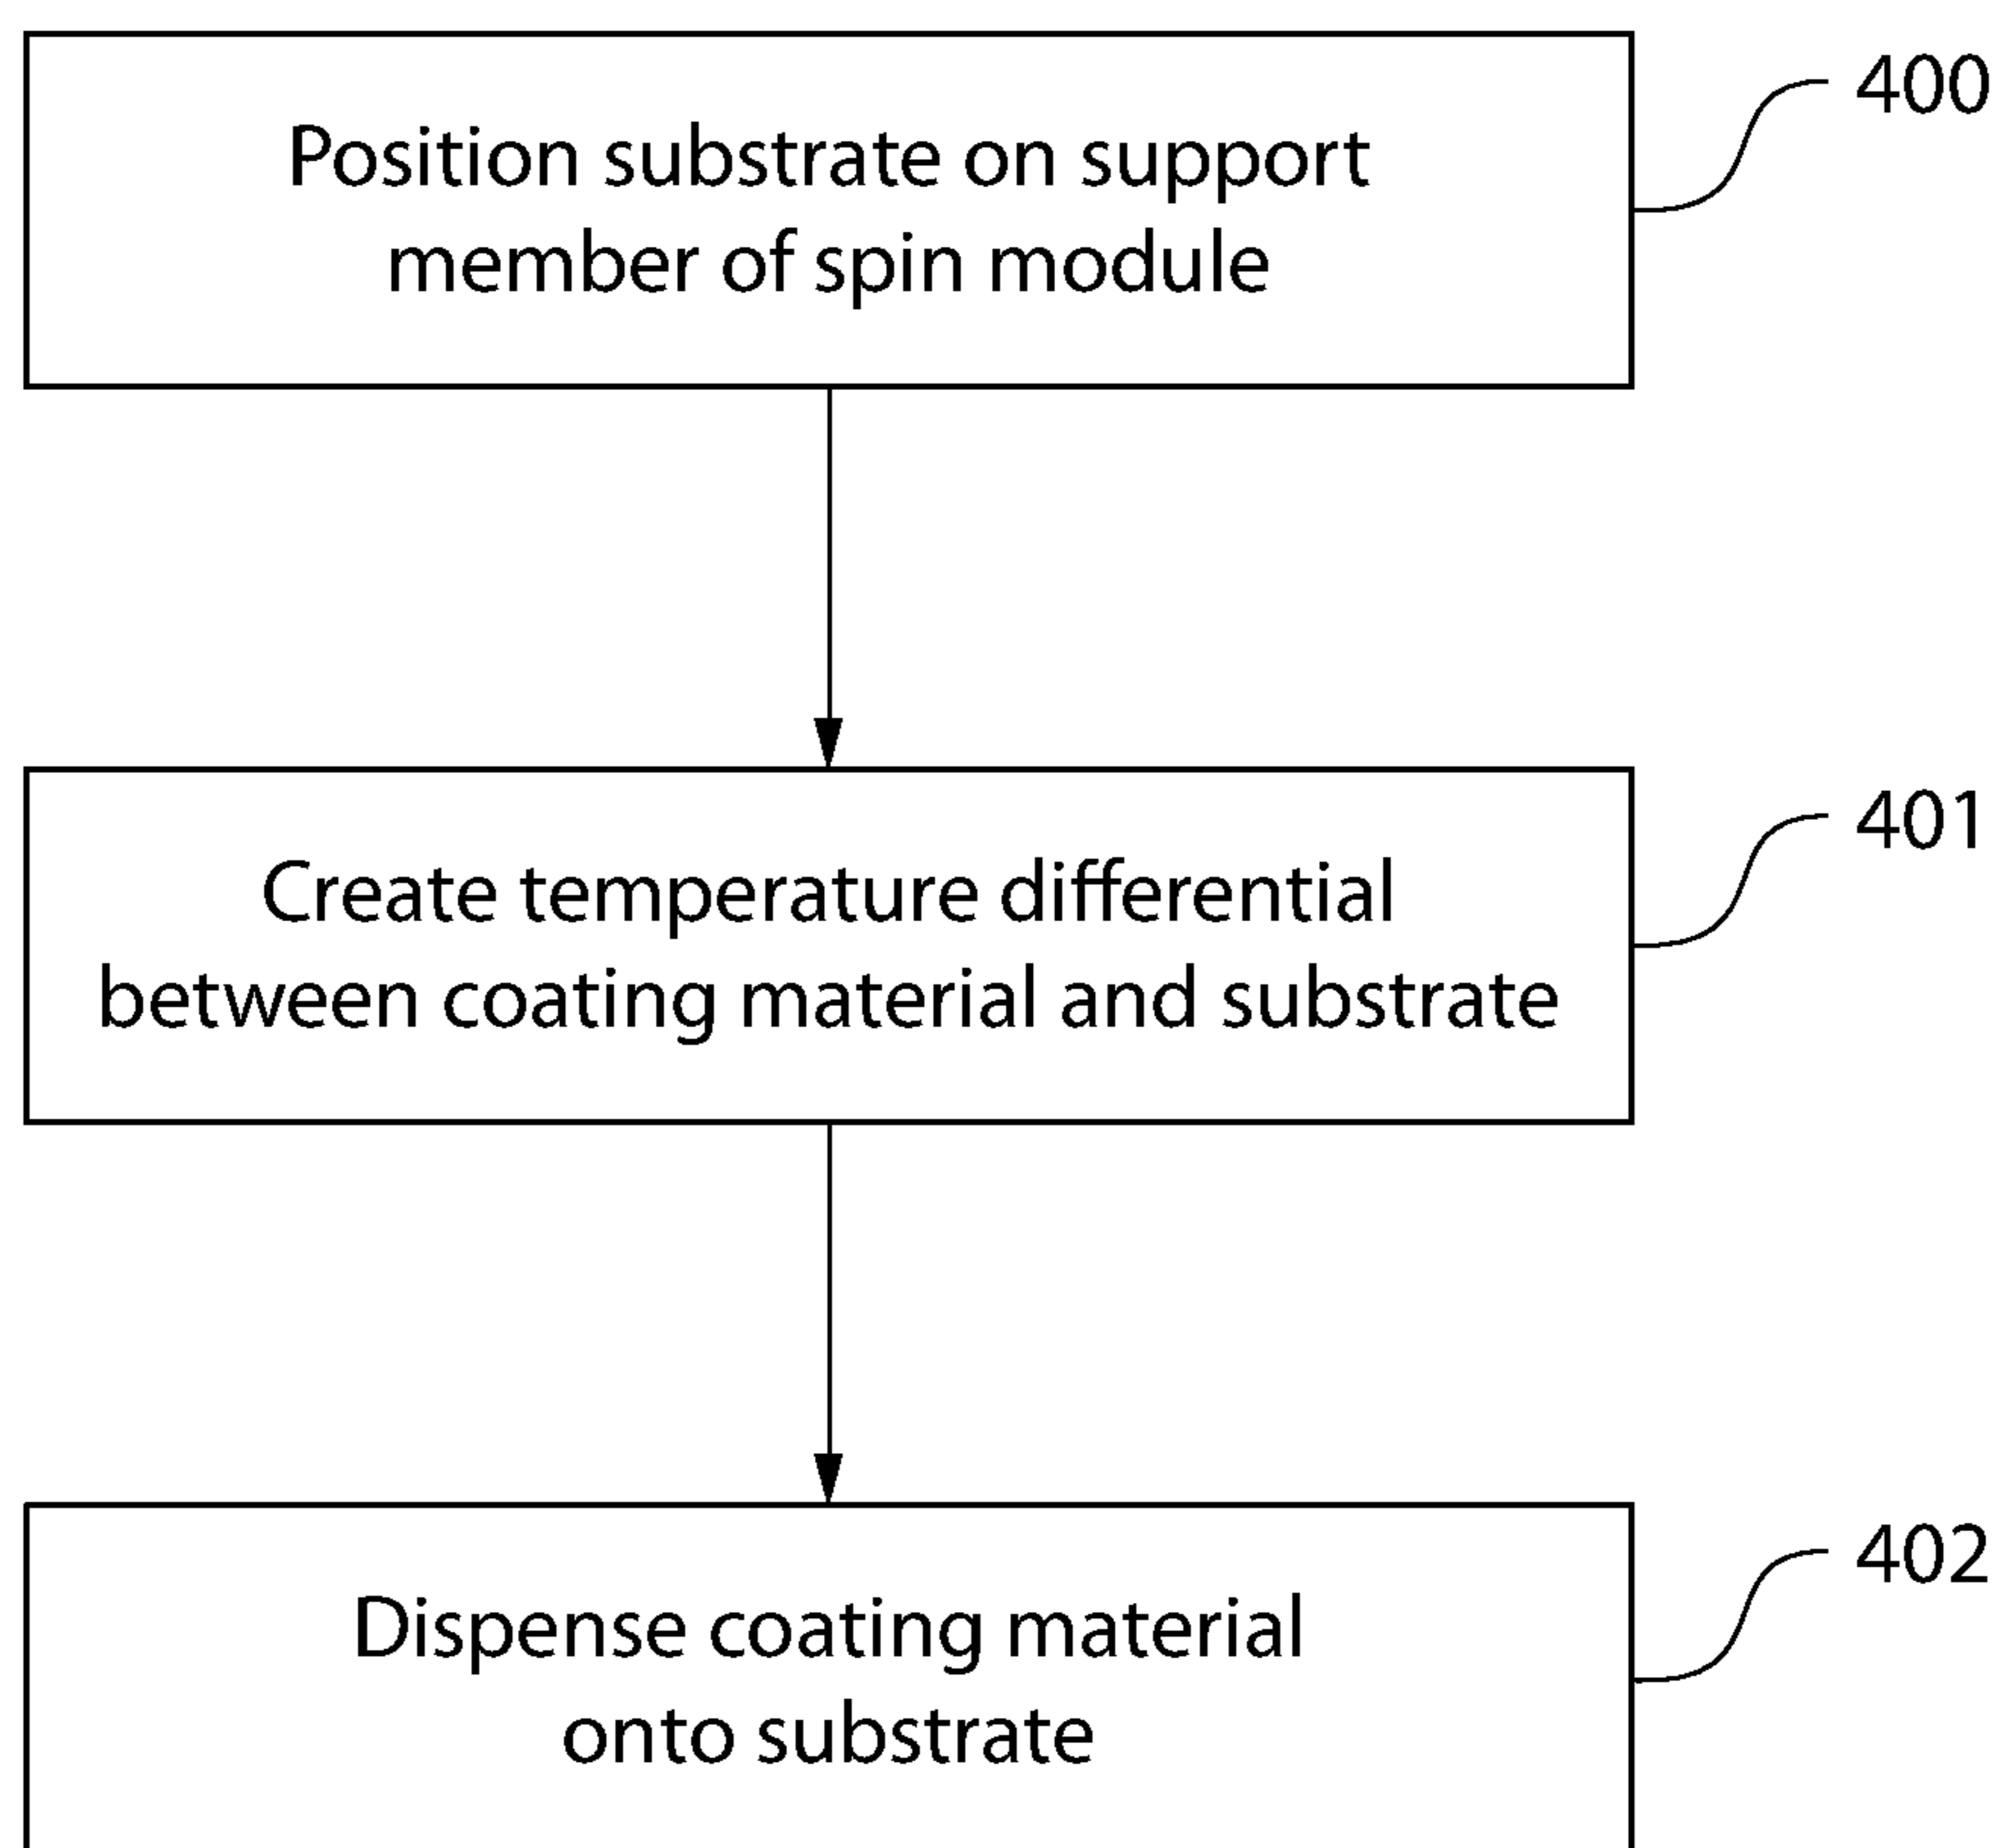 Position substrate on support
member of spin module
400
Create temperature differential
between coating material and substrate
401
Dispense coating material
onto substrate
402